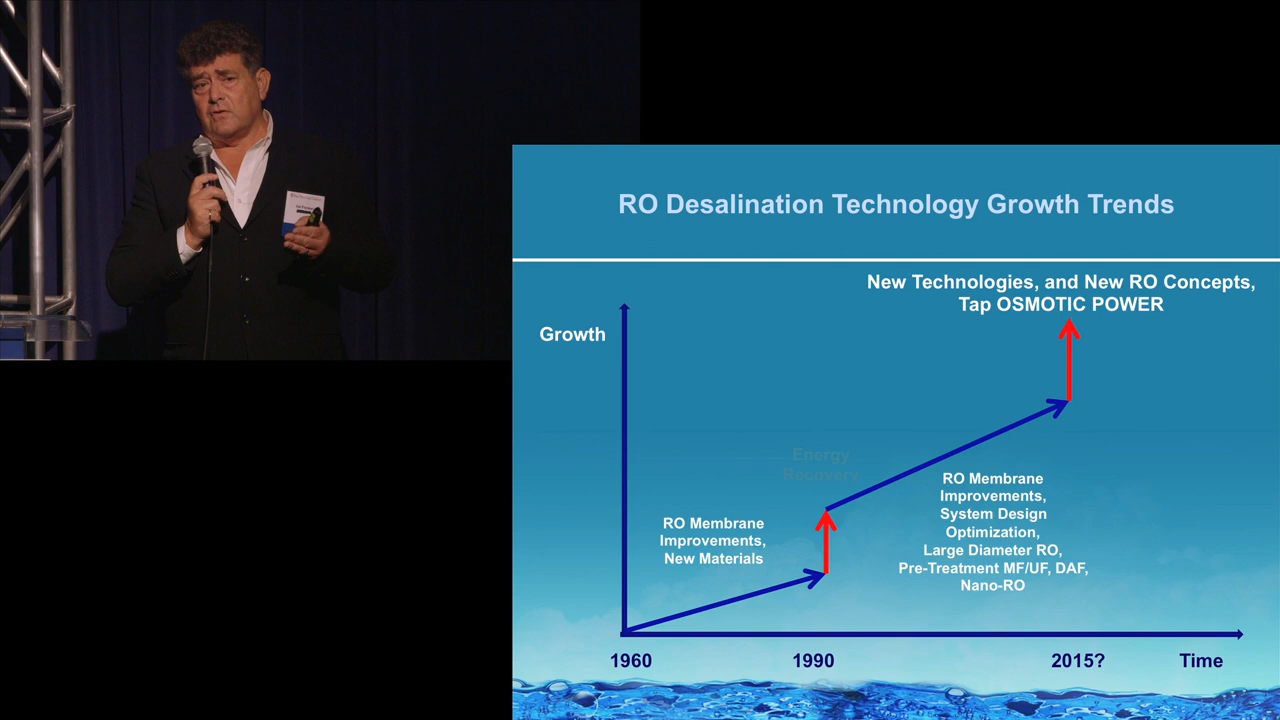 RO Desalination Technology Growth Trends
New Technologies, and New RO Concepts,
Tap OSMOTIC POWER
Growth
Energy
Recovery
RO Membrane
Improvements,
New Materials
RO Membrane
Improvements,
System Design
Optimization,
Large Diameter RO,
Pre-Treatment MF/UF, DAF,
Nano-RO
1960
1990
2015?
Time